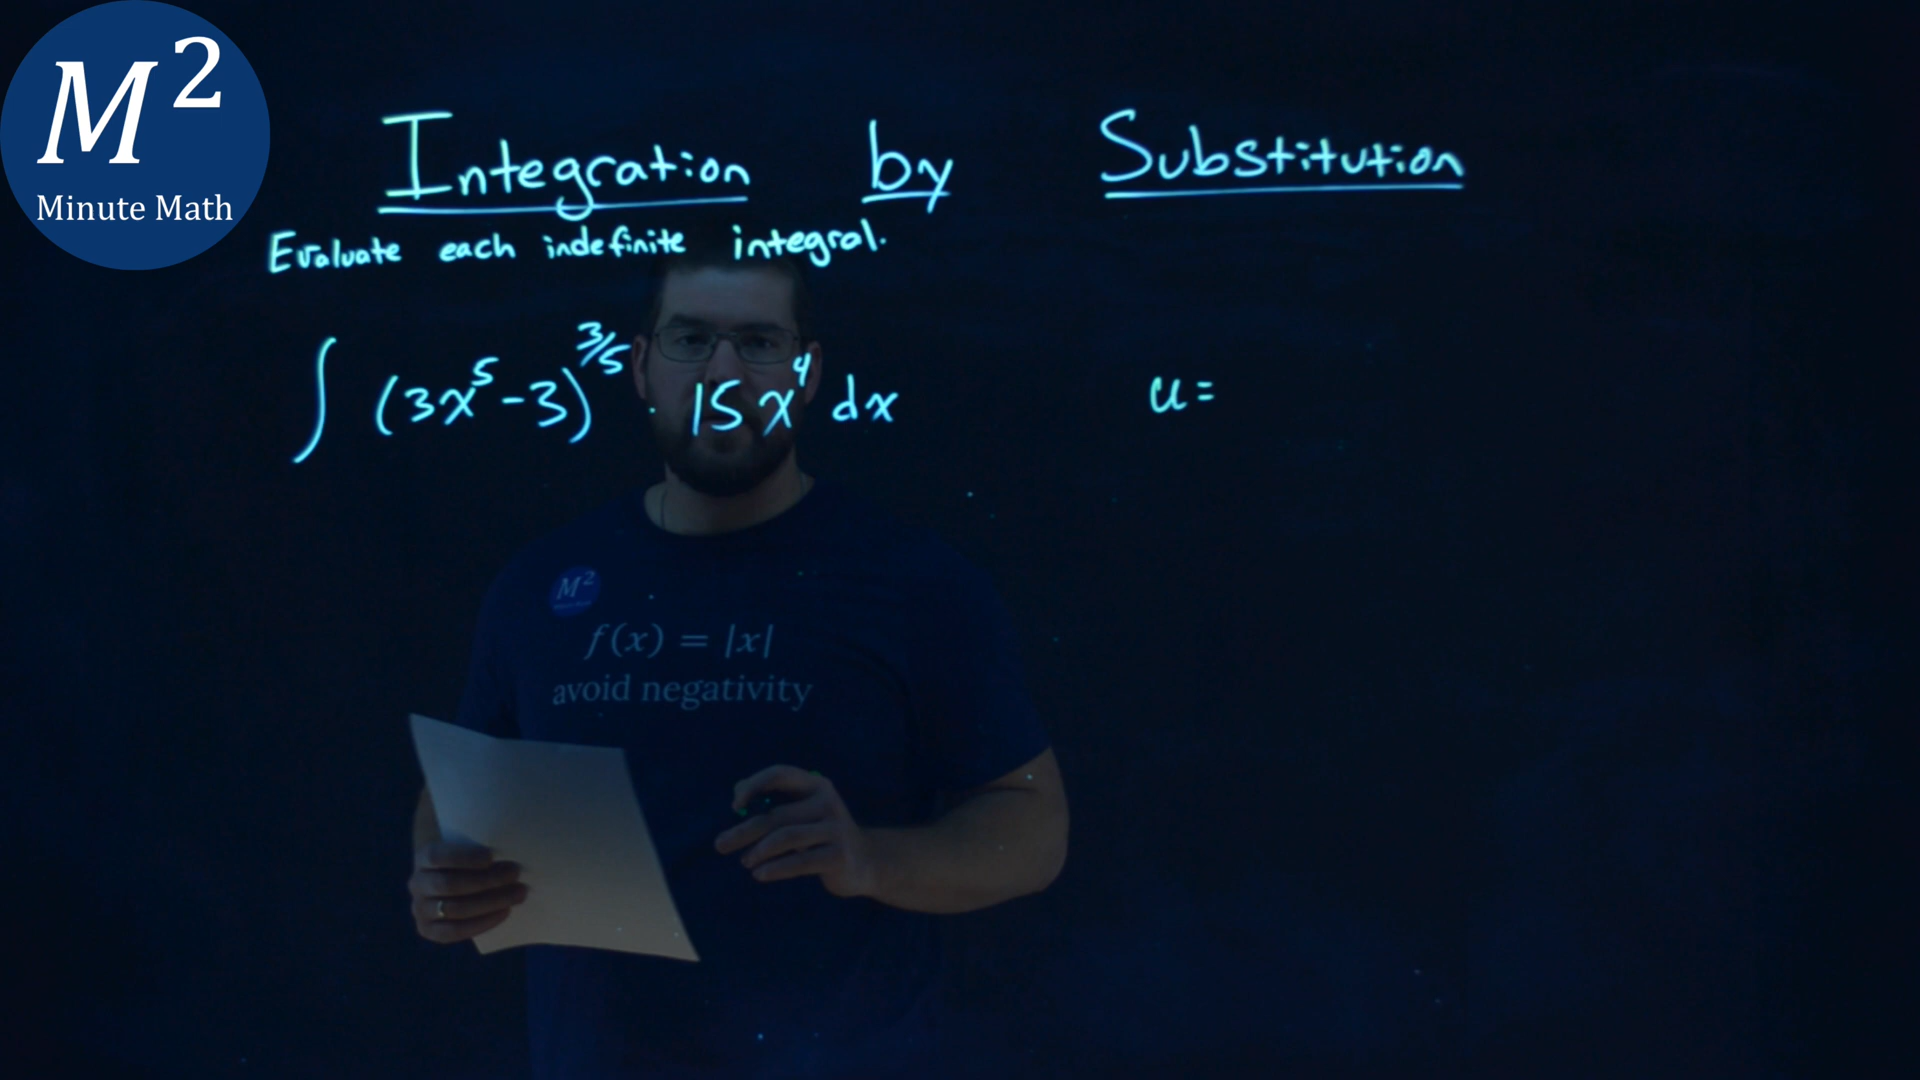 M²
Minute Math
Integration by Substitution
Evaluate each indefinite integral.
∫ (3x⁵-3)^3/5 · 15x⁴ dx
u=
M²
f(x) = |x|
avoid negativity